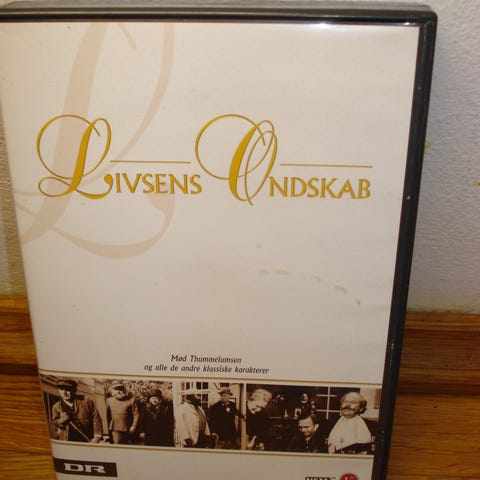 Livsens Ondskab
Mød Thummelumsen
og alle de andre klassiske karakterer
DR